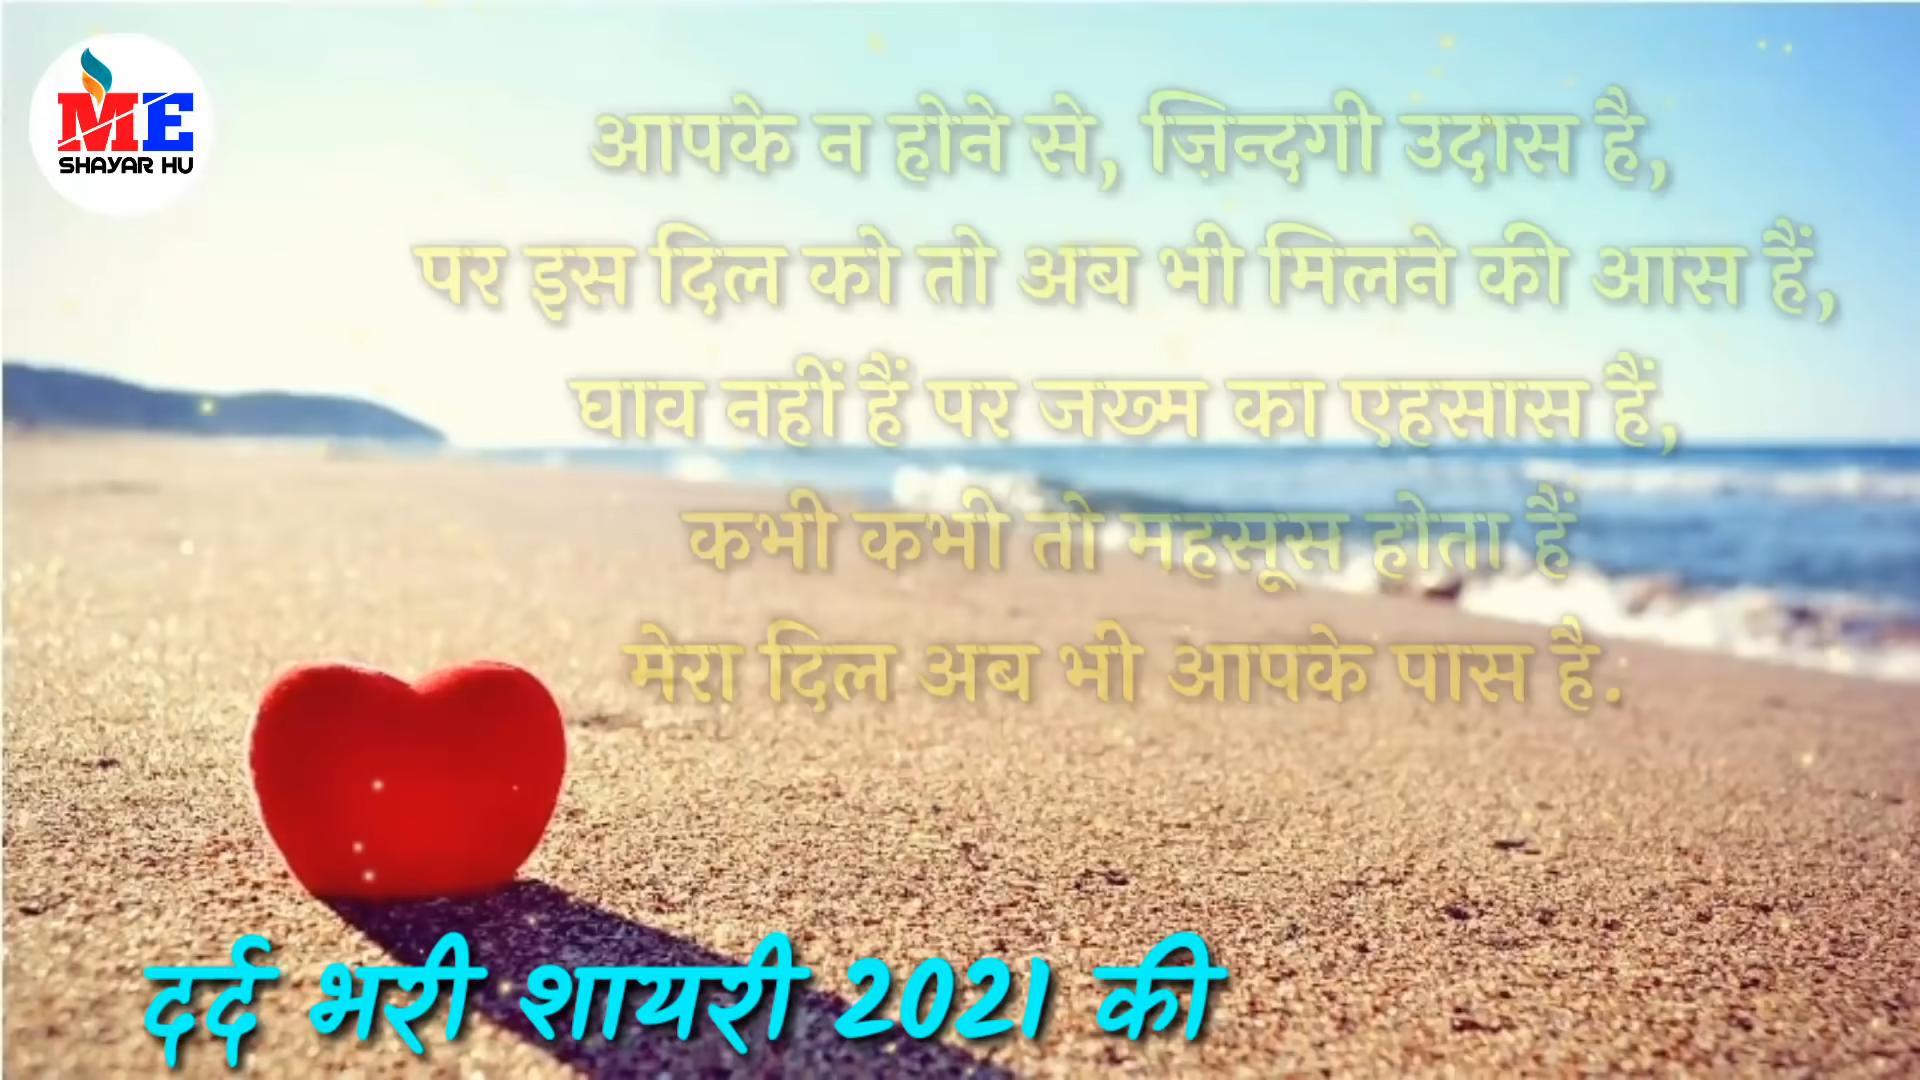 ME
SHAYAR HU
आपके न होने से, ज़िन्दगी उदास है,
पर इस दिल को तो अब भी मिलने की आस हैं,
घाव नहीं हैं पर जख्म का एहसास हैं,
कभी कभी तो महसूस होता हैं
मेरा दिल अब भी आपके पास है.
दर्द भरी शायरी 2021 की